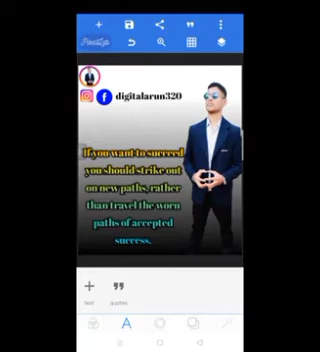 PixelLab
digitalarun320
If you want to succeed
you should strike out
on new paths, rather
than travel the worn
paths of accepted
success.
text
quotes